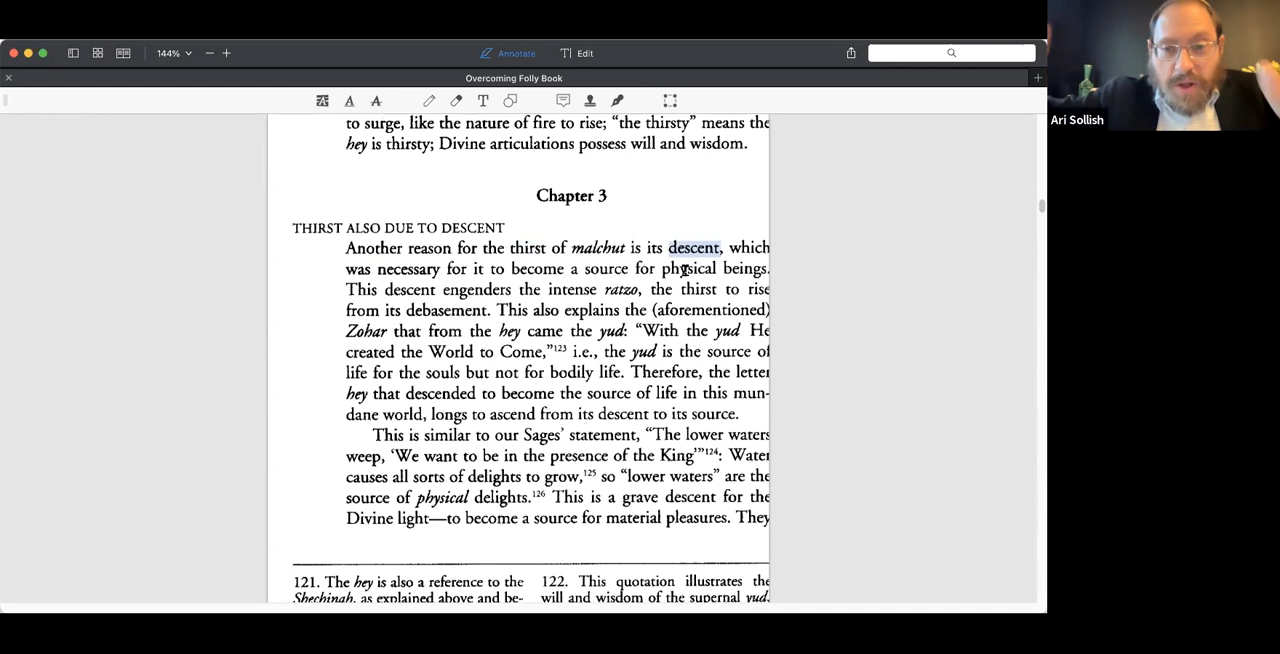 144%
Annotate
Edit
Overcoming Folly Book
Ari Sollish
to surge, like the nature of fire to rise; “the thirsty” means the
hey is thirsty; Divine articulations possess will and wisdom.
Chapter 3
THIRST ALSO DUE TO DESCENT
Another reason for the thirst of malchut is its descent, which
was necessary for it to become a source for physical beings.
This descent engenders the intense ratzo, the thirst to rise
from its debasement. This also explains the (aforementioned)
Zohar that from the hey came the yud: “With the yud He
created the World to Come,”123 i.e., the yud is the source of
life for the souls but not for bodily life. Therefore, the letter
hey that descended to become the source of life in this mun-
dane world, longs to ascend from its descent to its source.
This is similar to our Sages’ statement, “The lower waters
weep, ‘We want to be in the presence of the King’”124: Water
causes all sorts of delights to grow,125 so “lower waters” are the
source of physical delights.126 This is a grave descent for the
Divine light—to become a source for material pleasures. They
121. The hey is also a reference to the
Shechinah, as explained above and be-
122. This quotation illustrates the
will and wisdom of the supernal yud.